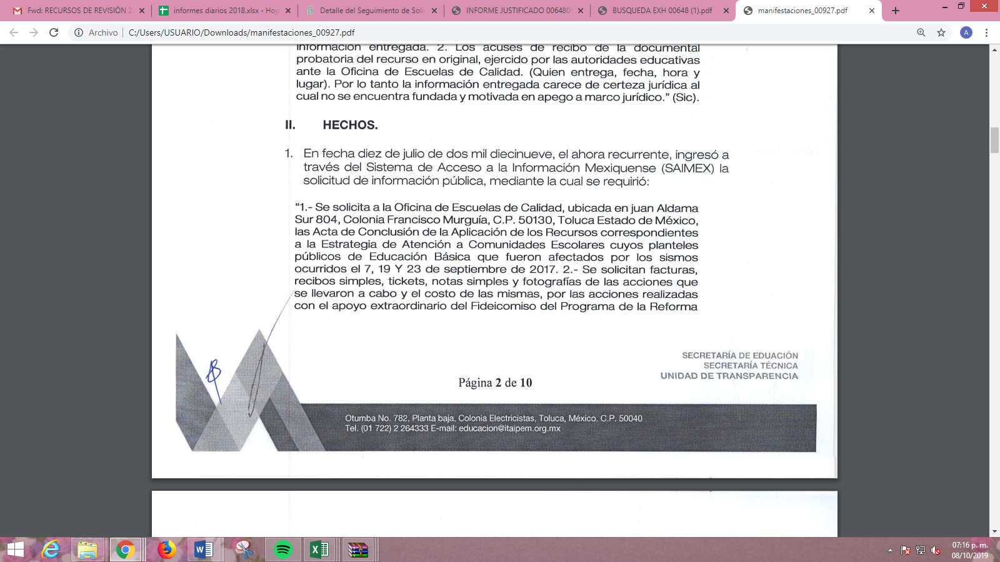 Fwd: RECURSOS DE REVISIÓN 2
informes diarios 2018.xlsx - Hoja
Detalle del Seguimiento de Solic
INFORME JUSTIFICADO 006480
BUSQUEDA EXH 00648 (1).pdf
manifestaciones_00927.pdf
Archivo
C:/Users/USUARIO/Downloads/manifestaciones_00927.pdf
A
información entregada. 2. Los acuses de recibo de la documental
probatoria del recurso en original, ejercido por las autoridades educativas
ante la Oficina de Escuelas de Calidad. (Quien entrega, fecha, hora y
lugar). Por lo tanto la información entregada carece de certeza jurídica al
cual no se encuentra fundada y motivada en apego a marco jurídico.” (Sic).
II. HECHOS.
1. En fecha diez de julio de dos mil diecinueve, el ahora recurrente, ingresó a
través del Sistema de Acceso a la Información Mexiquense (SAIMEX) la
solicitud de información pública, mediante la cual se requirió:
“1.- Se solicita a la Oficina de Escuelas de Calidad, ubicada en juan Aldama
Sur 804, Colonia Francisco Murguía, C.P. 50130, Toluca Estado de México,
las Acta de Conclusión de la Aplicación de los Recursos correspondientes
a la Estrategia de Atención a Comunidades Escolares cuyos planteles
públicos de Educación Básica que fueron afectados por los sismos
ocurridos el 7, 19 Y 23 de septiembre de 2017. 2.- Se solicitan facturas,
recibos simples, tickets, notas simples y fotografías de las acciones que
se llevaron a cabo y el costo de las mismas, por las acciones realizadas
con el apoyo extraordinario del Fideicomiso del Programa de la Reforma
SECRETARÍA DE EDUACIÓN
SECRETARÍA TÉCNICA
UNIDAD DE TRANSPARENCIA
Página 2 de 10
Otumba No. 782, Planta baja, Colonia Electricistas, Toluca, México. C.P. 50040
Tel. (01 722) 2 264333 E-mail: educacion@itaipem.org.mx
07:16 p. m.
08/10/2019